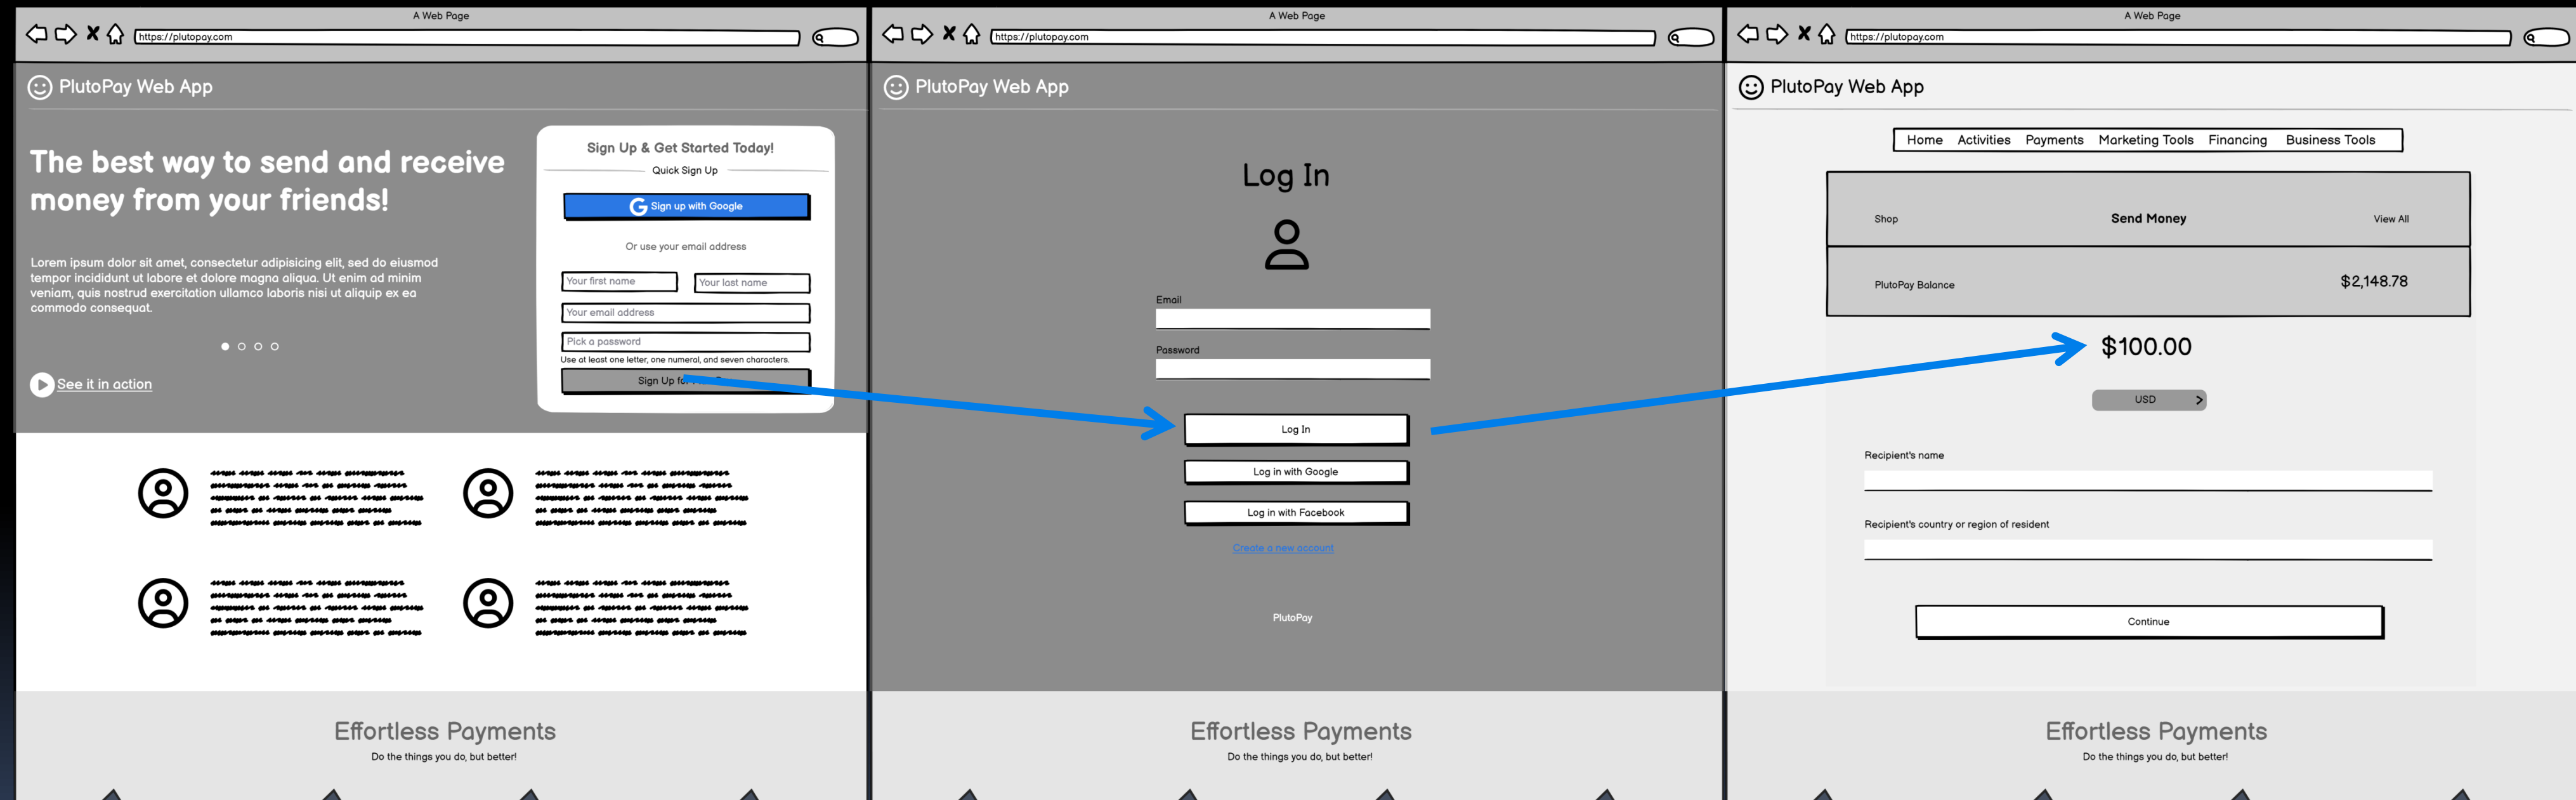 A Web Page
https://plutopay.com
PlutoPay Web App
The best way to send and receive
money from your friends!
Lorem ipsum dolor sit amet, consectetur adipisicing elit, sed do eiusmod
tempor incididunt ut labore et dolore magna aliqua. Ut enim ad minim
veniam, quis nostrud exercitation ullamco laboris nisi ut aliquip ex ea
commodo consequat.
See it in action
Sign Up & Get Started Today!
Quick Sign Up
G Sign up with Google
Or use your email address
Your first name
Your last name
Your email address
Pick a password
Use at least one letter, one numeral, and seven characters.
Sign Up
Effortless Payments
Do the things you do, but better!
A Web Page
https://plutopay.com
PlutoPay Web App
Log In
Email
Password
Log In
Log in with Google
Log in with Facebook
Create a new account
PlutoPay
Effortless Payments
Do the things you do, but better!
A Web Page
https://plutopay.com
PlutoPay Web App
Home Activities Payments Marketing Tools Financing Business Tools
Shop Send Money View All
PlutoPay Balance $2,148.78
$100.00
USD >
Recipient's name
Recipient's country or region of resident
Continue
Effortless Payments
Do the things you do, but better!